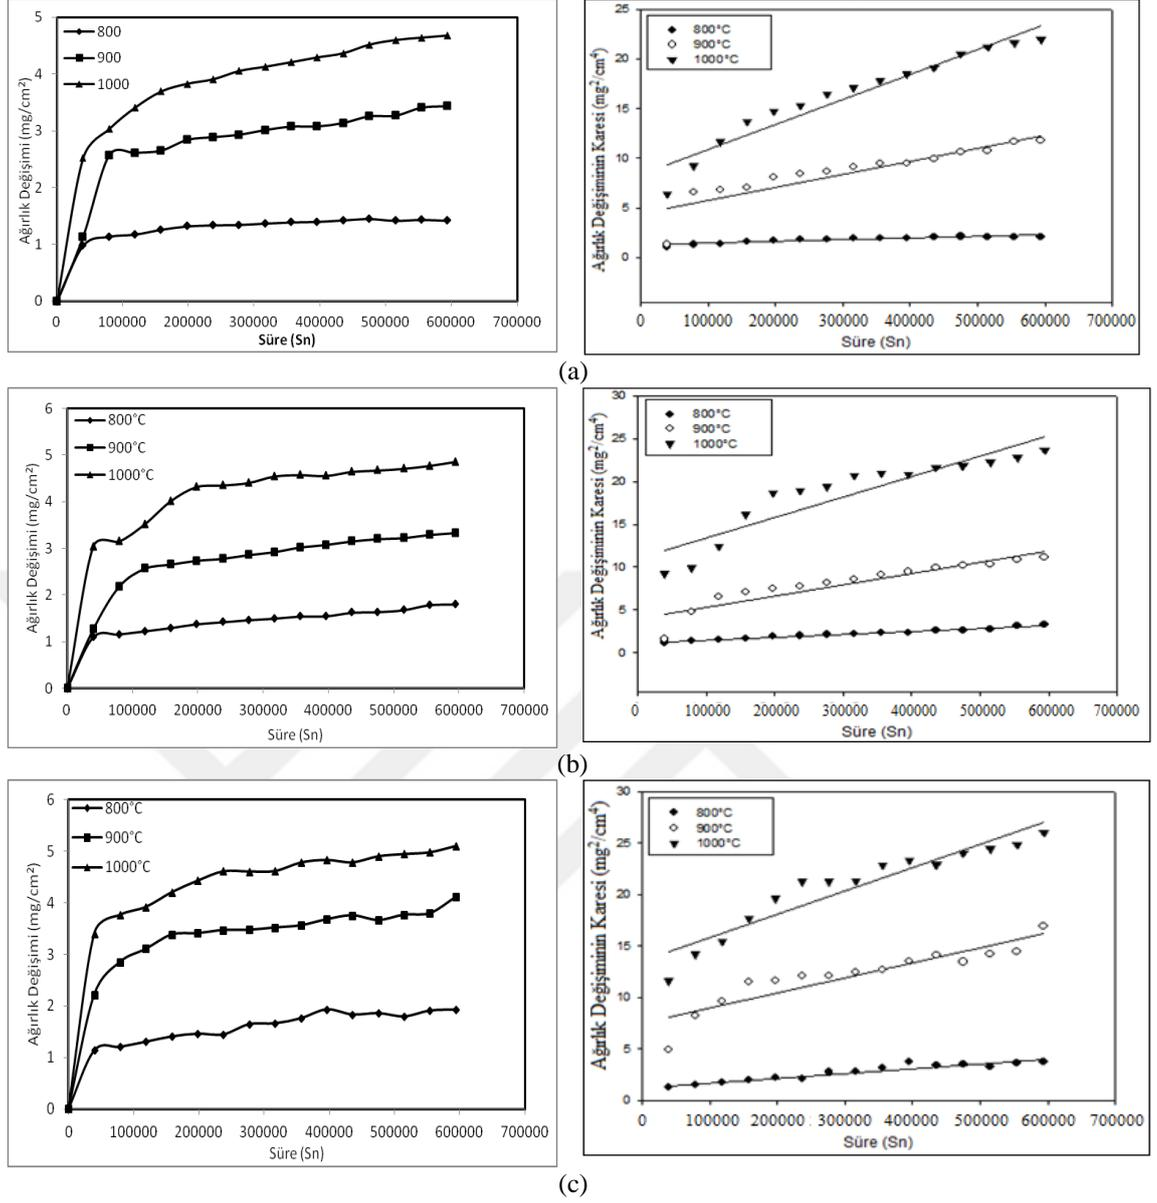 5
4
3
2
1
0
800
900
1000
Ağırlık Değişimi (mg/cm²)
0 100000 200000 300000 400000 500000 600000 700000
Süre (Sn)
25
20
15
10
5
0
800°C
900°C
1000°C
Ağırlık Değişiminin Karesi (mg²/cm⁴)
0 100000 200000 300000 400000 500000 600000 700000
Süre (Sn)
(a)
6
5
4
3
2
1
0
800°C
900°C
1000°C
Ağırlık Değişimi (mg/cm²)
0 100000 200000 300000 400000 500000 600000 700000
Süre (Sn)
30
25
20
15
10
5
0
800°C
900°C
1000°C
Ağırlık Değişiminin Karesi (mg²/cm⁴)
0 100000 200000 300000 400000 500000 600000 700000
Süre (Sn)
(b)
6
5
4
3
2
1
0
800°C
900°C
1000°C
Ağırlık Değişimi (mg/cm²)
0 100000 200000 300000 400000 500000 600000 700000
Süre (Sn)
30
25
20
15
10
5
0
800°C
900°C
1000°C
Ağırlık Değişiminin Karesi (mg²/cm⁴)
0 100000 200000 300000 400000 500000 600000 700000
Süre (Sn)
(c)